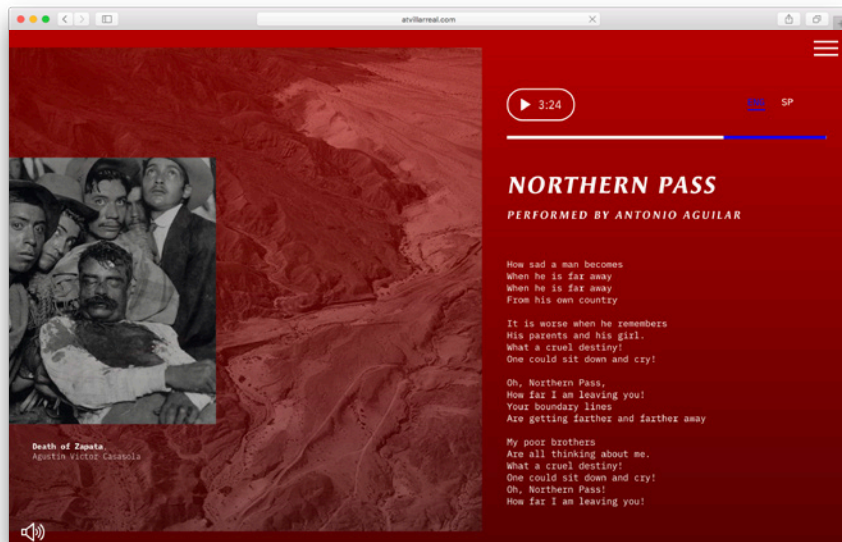 atvillarreal.com
3:24
ENG SP
NORTHERN PASS
PERFORMED BY ANTONIO AGUILAR
How sad a man becomes
When he is far away
When he is far away
From his own country
It is worse when he remembers
His parents and his girl.
What a cruel destiny!
One could sit down and cry!
Oh, Northern Pass,
How far I am leaving you!
Your boundary lines
Are getting farther and farther away
My poor brothers
Are all thinking about me.
What a cruel destiny!
One could sit down and cry!
Oh, Northern Pass!
How far I am leaving you!
Death of Zapata.
Agustin Victor Casasola